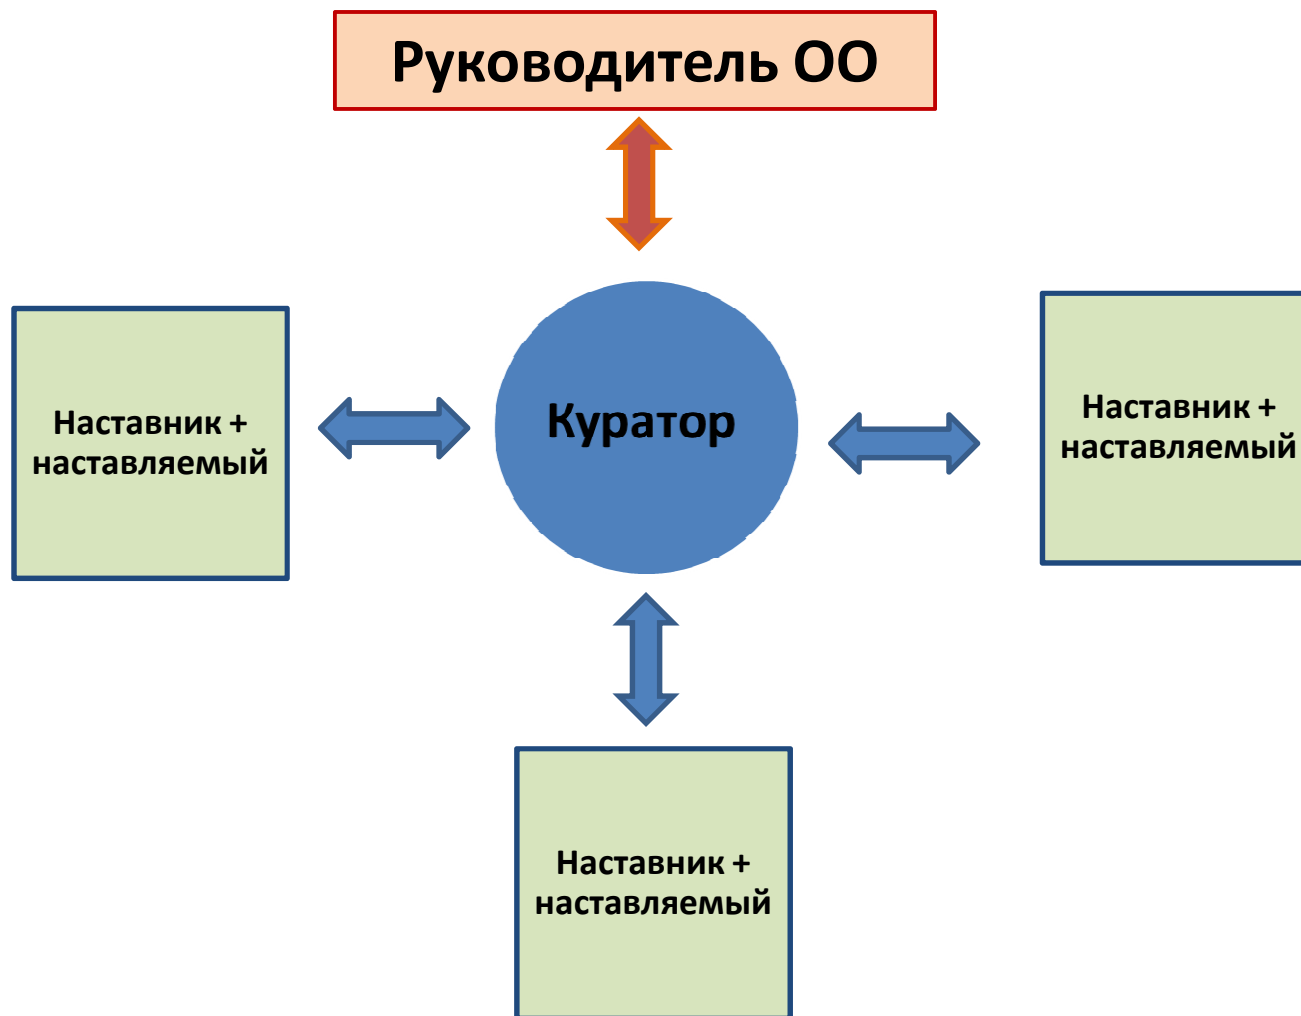 Руководитель ОО
Наставник +
наставляемый
Куратор
Наставник +
наставляемый
Наставник +
наставляемый